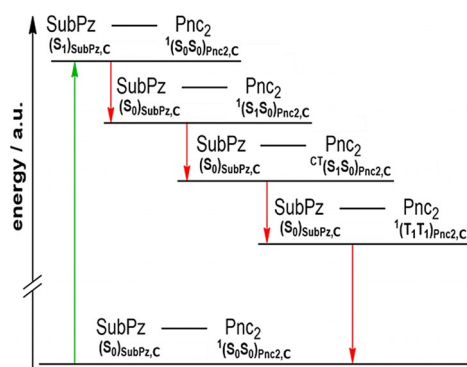 SubPz — Pnc2
(S1)SubPz,C 1(S0S0)Pnc2,C
SubPz — Pnc2
(S0)SubPz,C 1(S1S0)Pnc2,C
SubPz — Pnc2
(S0)SubPz,C CT(S1S0)Pnc2,C
SubPz — Pnc2
(S0)SubPz,C 1(T1T1)Pnc2,C
SubPz — Pnc2
(S0)SubPz,C 1(S0S0)Pnc2,C
energy / a.u.